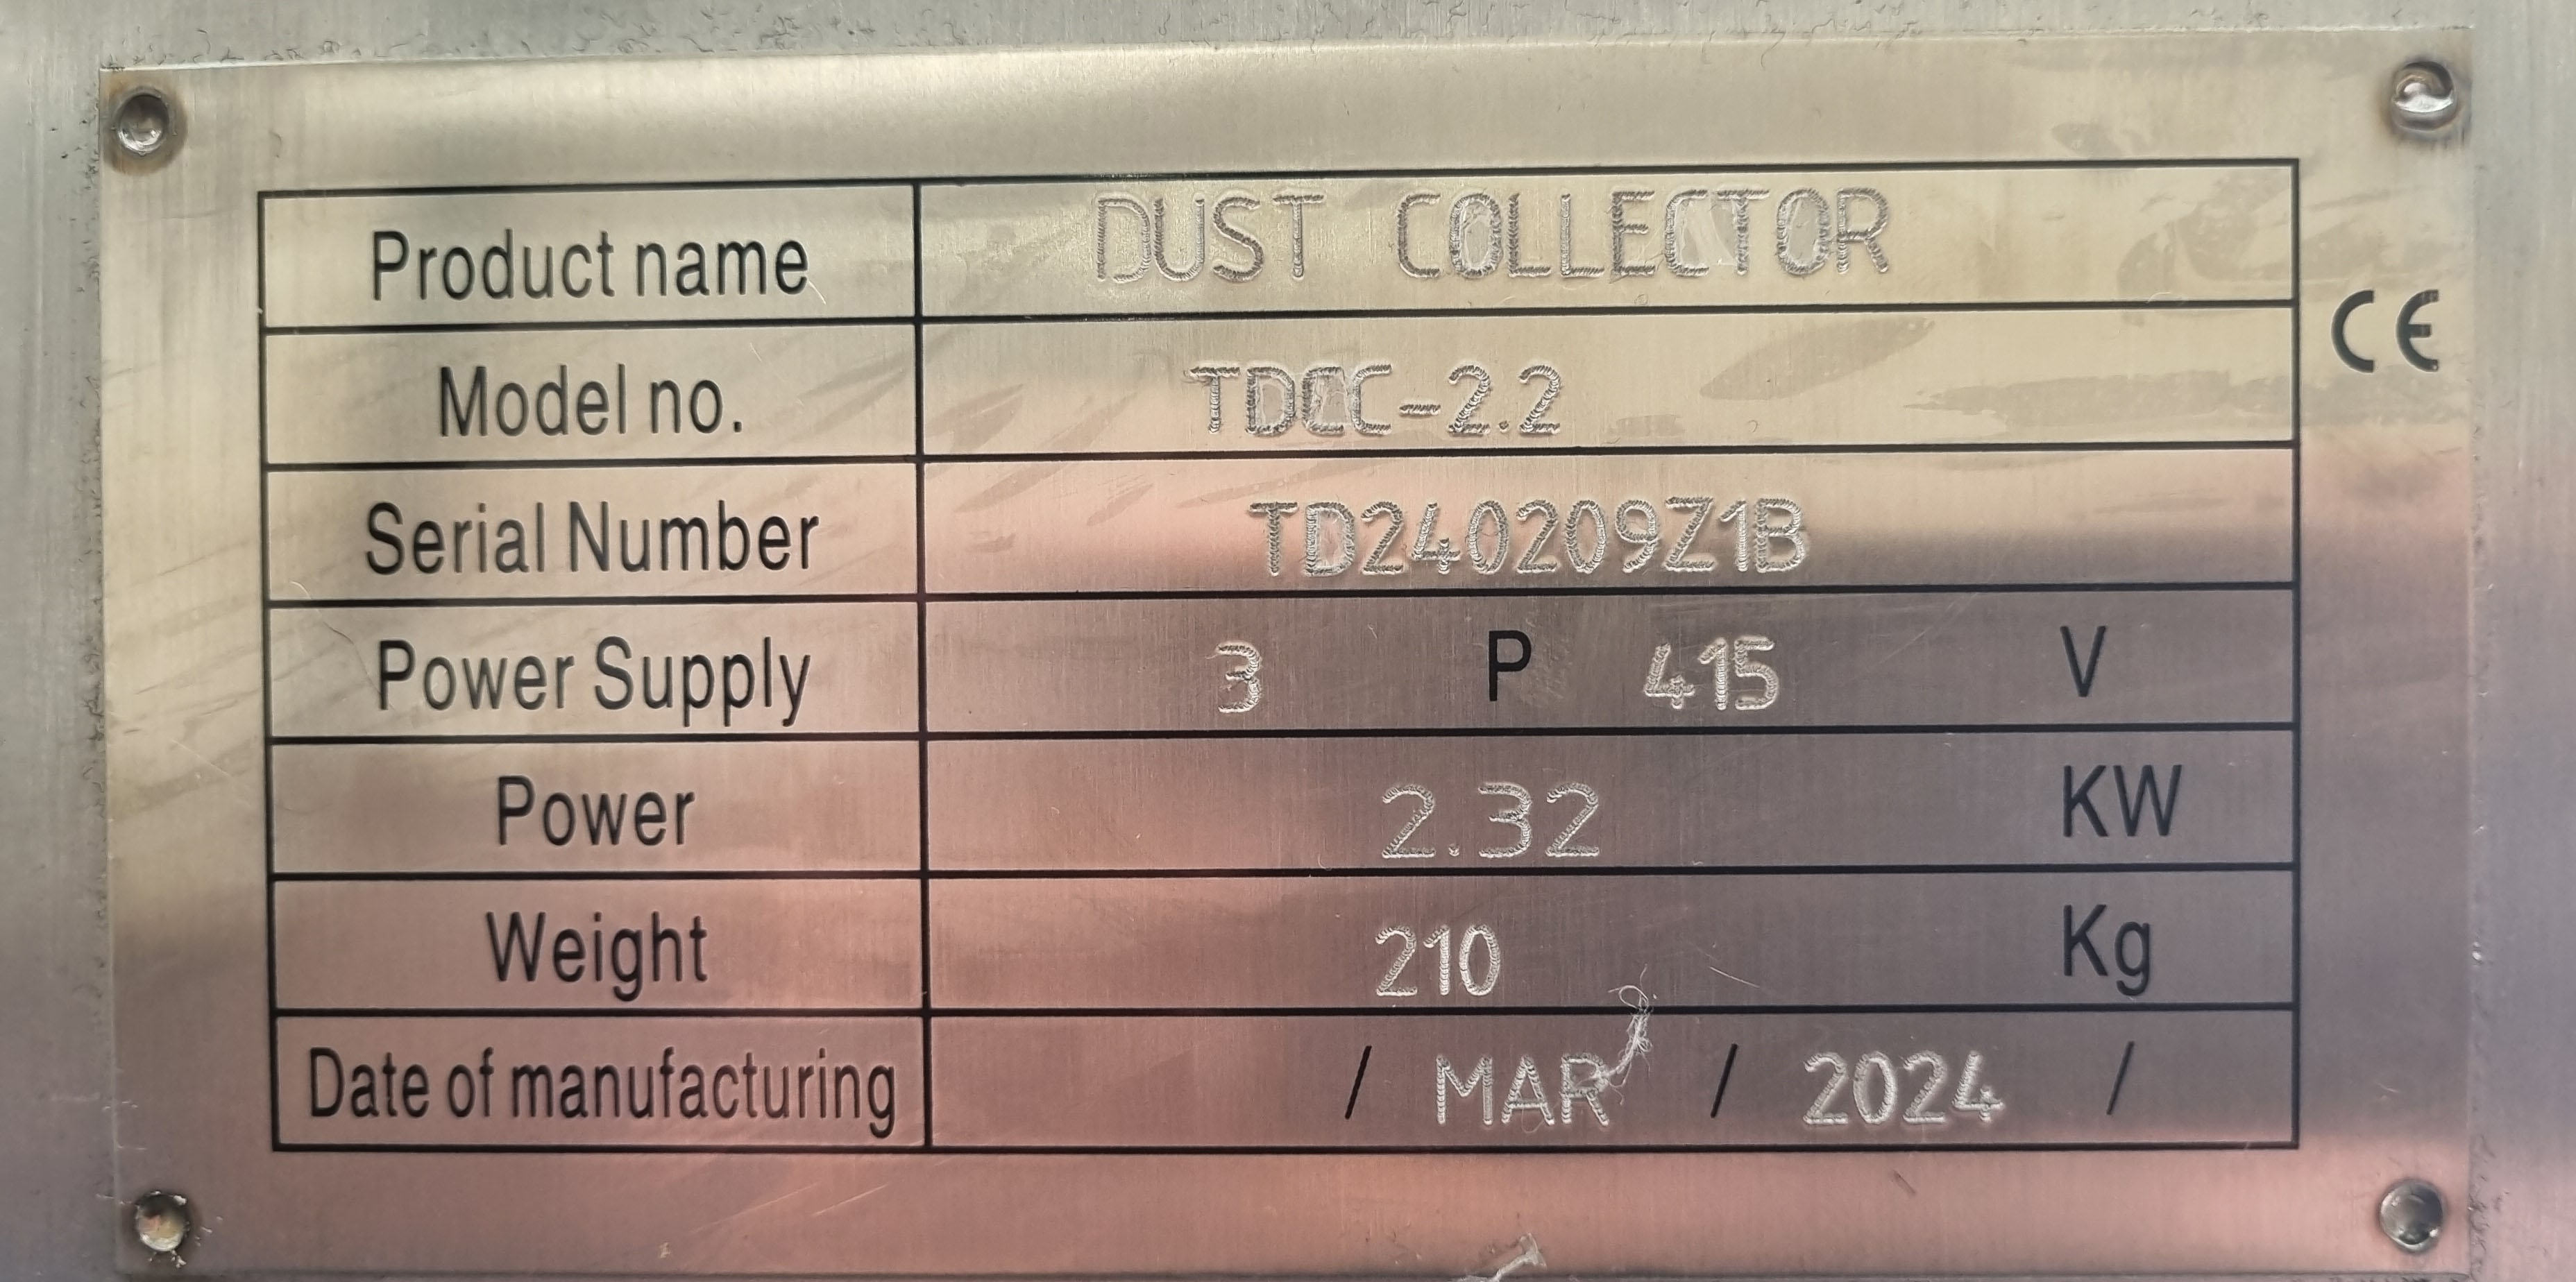 Product name DUST COLLECTOR
CE
Model no. TDCC-2.2
Serial Number TD240209Z1B
Power Supply 3 P 415 V
Power 2.32 KW
Weight 210 Kg
Date of manufacturing / MAR / 2024 /